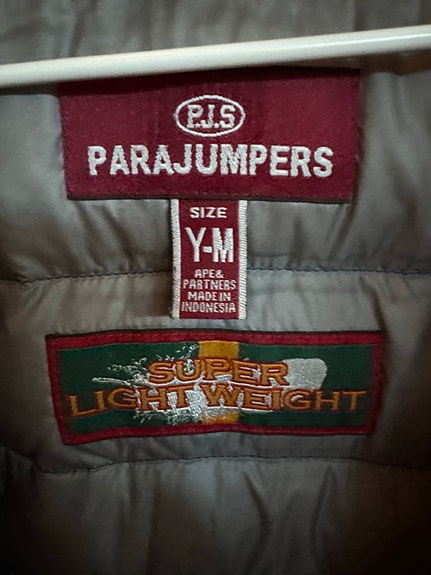 P.J.S
PARAJUMPERS
SIZE
Y-M
APE&
PARTNERS
MADE IN
INDONESIA
SUPER
LIGHT WEIGHT